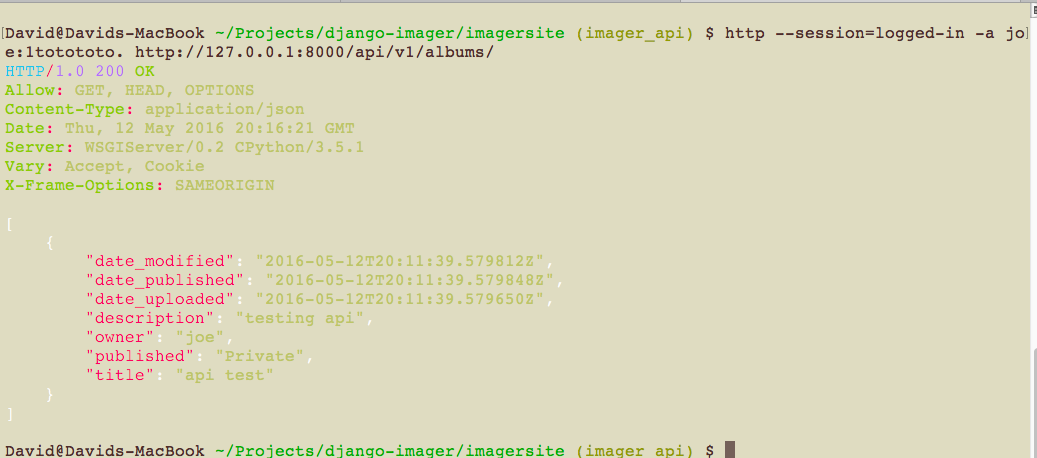 David@Davids-MacBook ~/Projects/django-imager/imagersite (imager_api) $ http --session=logged-in -a jo
e:1totototo. http://127.0.0.1:8000/api/v1/albums/
HTTP/1.0 200 OK
Allow: GET, HEAD, OPTIONS
Content-Type: application/json
Date: Thu, 12 May 2016 20:16:21 GMT
Server: WSGIServer/0.2 CPython/3.5.1
Vary: Accept, Cookie
X-Frame-Options: SAMEORIGIN
[
    {
        "date_modified": "2016-05-12T20:11:39.579812Z",
        "date_published": "2016-05-12T20:11:39.579848Z",
        "date_uploaded": "2016-05-12T20:11:39.579650Z",
        "description": "testing api",
        "owner": "joe",
        "published": "Private",
        "title": "api test"
    }
]
David@Davids-MacBook ~/Projects/django-imager/imagersite (imager_api) $